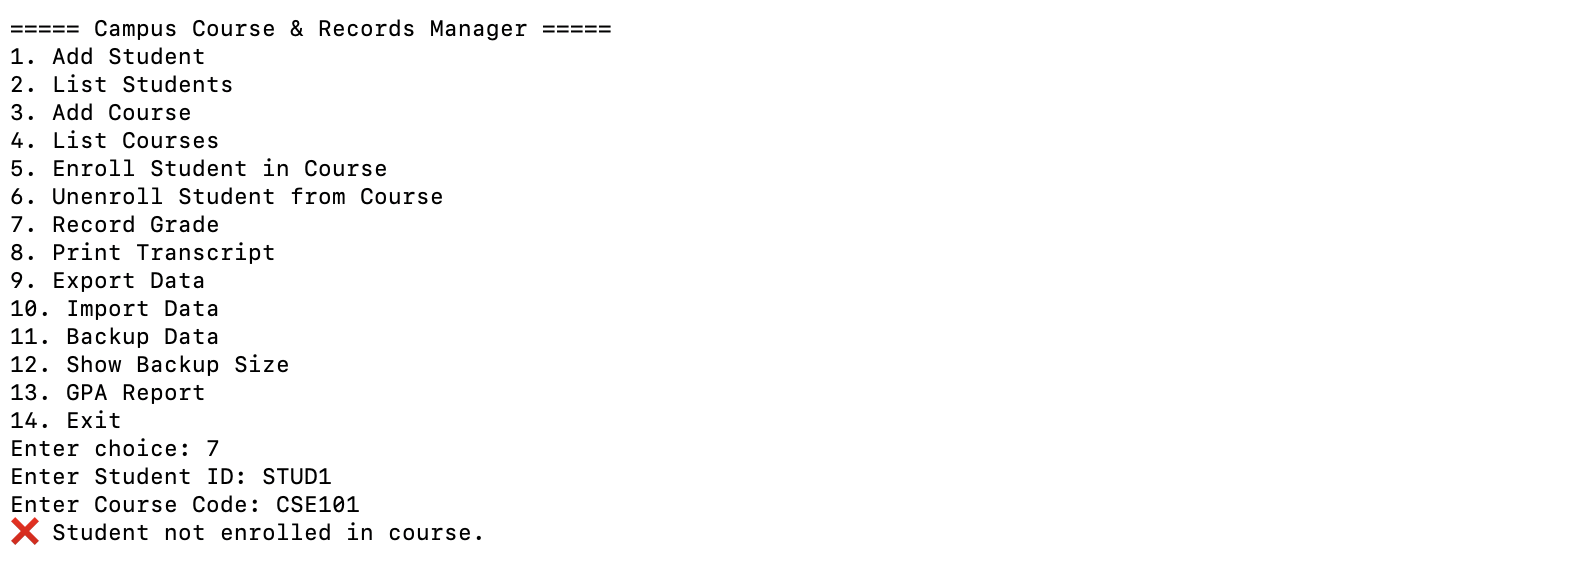 ===== Campus Course & Records Manager =====
1. Add Student
2. List Students
3. Add Course
4. List Courses
5. Enroll Student in Course
6. Unenroll Student from Course
7. Record Grade
8. Print Transcript
9. Export Data
10. Import Data
11. Backup Data
12. Show Backup Size
13. GPA Report
14. Exit
Enter choice: 7
Enter Student ID: STUD1
Enter Course Code: CSE101
❌ Student not enrolled in course.